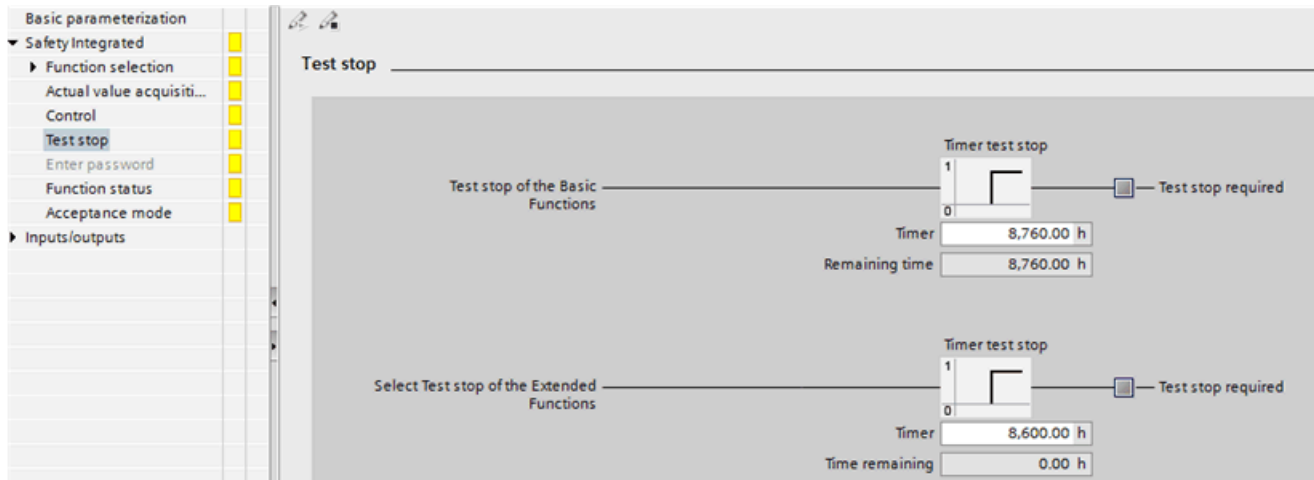 Basic parameterization
Safety Integrated
Function selection
Actual value acquisiti...
Control
Test stop
Enter password
Function status
Acceptance mode
Inputs/outputs
Test stop
Timer test stop
1
0
Test stop of the Basic
Functions
Test stop required
Timer 8,760.00 h
Remaining time 8,760.00 h
Timer test stop
1
0
Select Test stop of the Extended
Functions
Test stop required
Timer 8,600.00 h
Time remaining 0.00 h